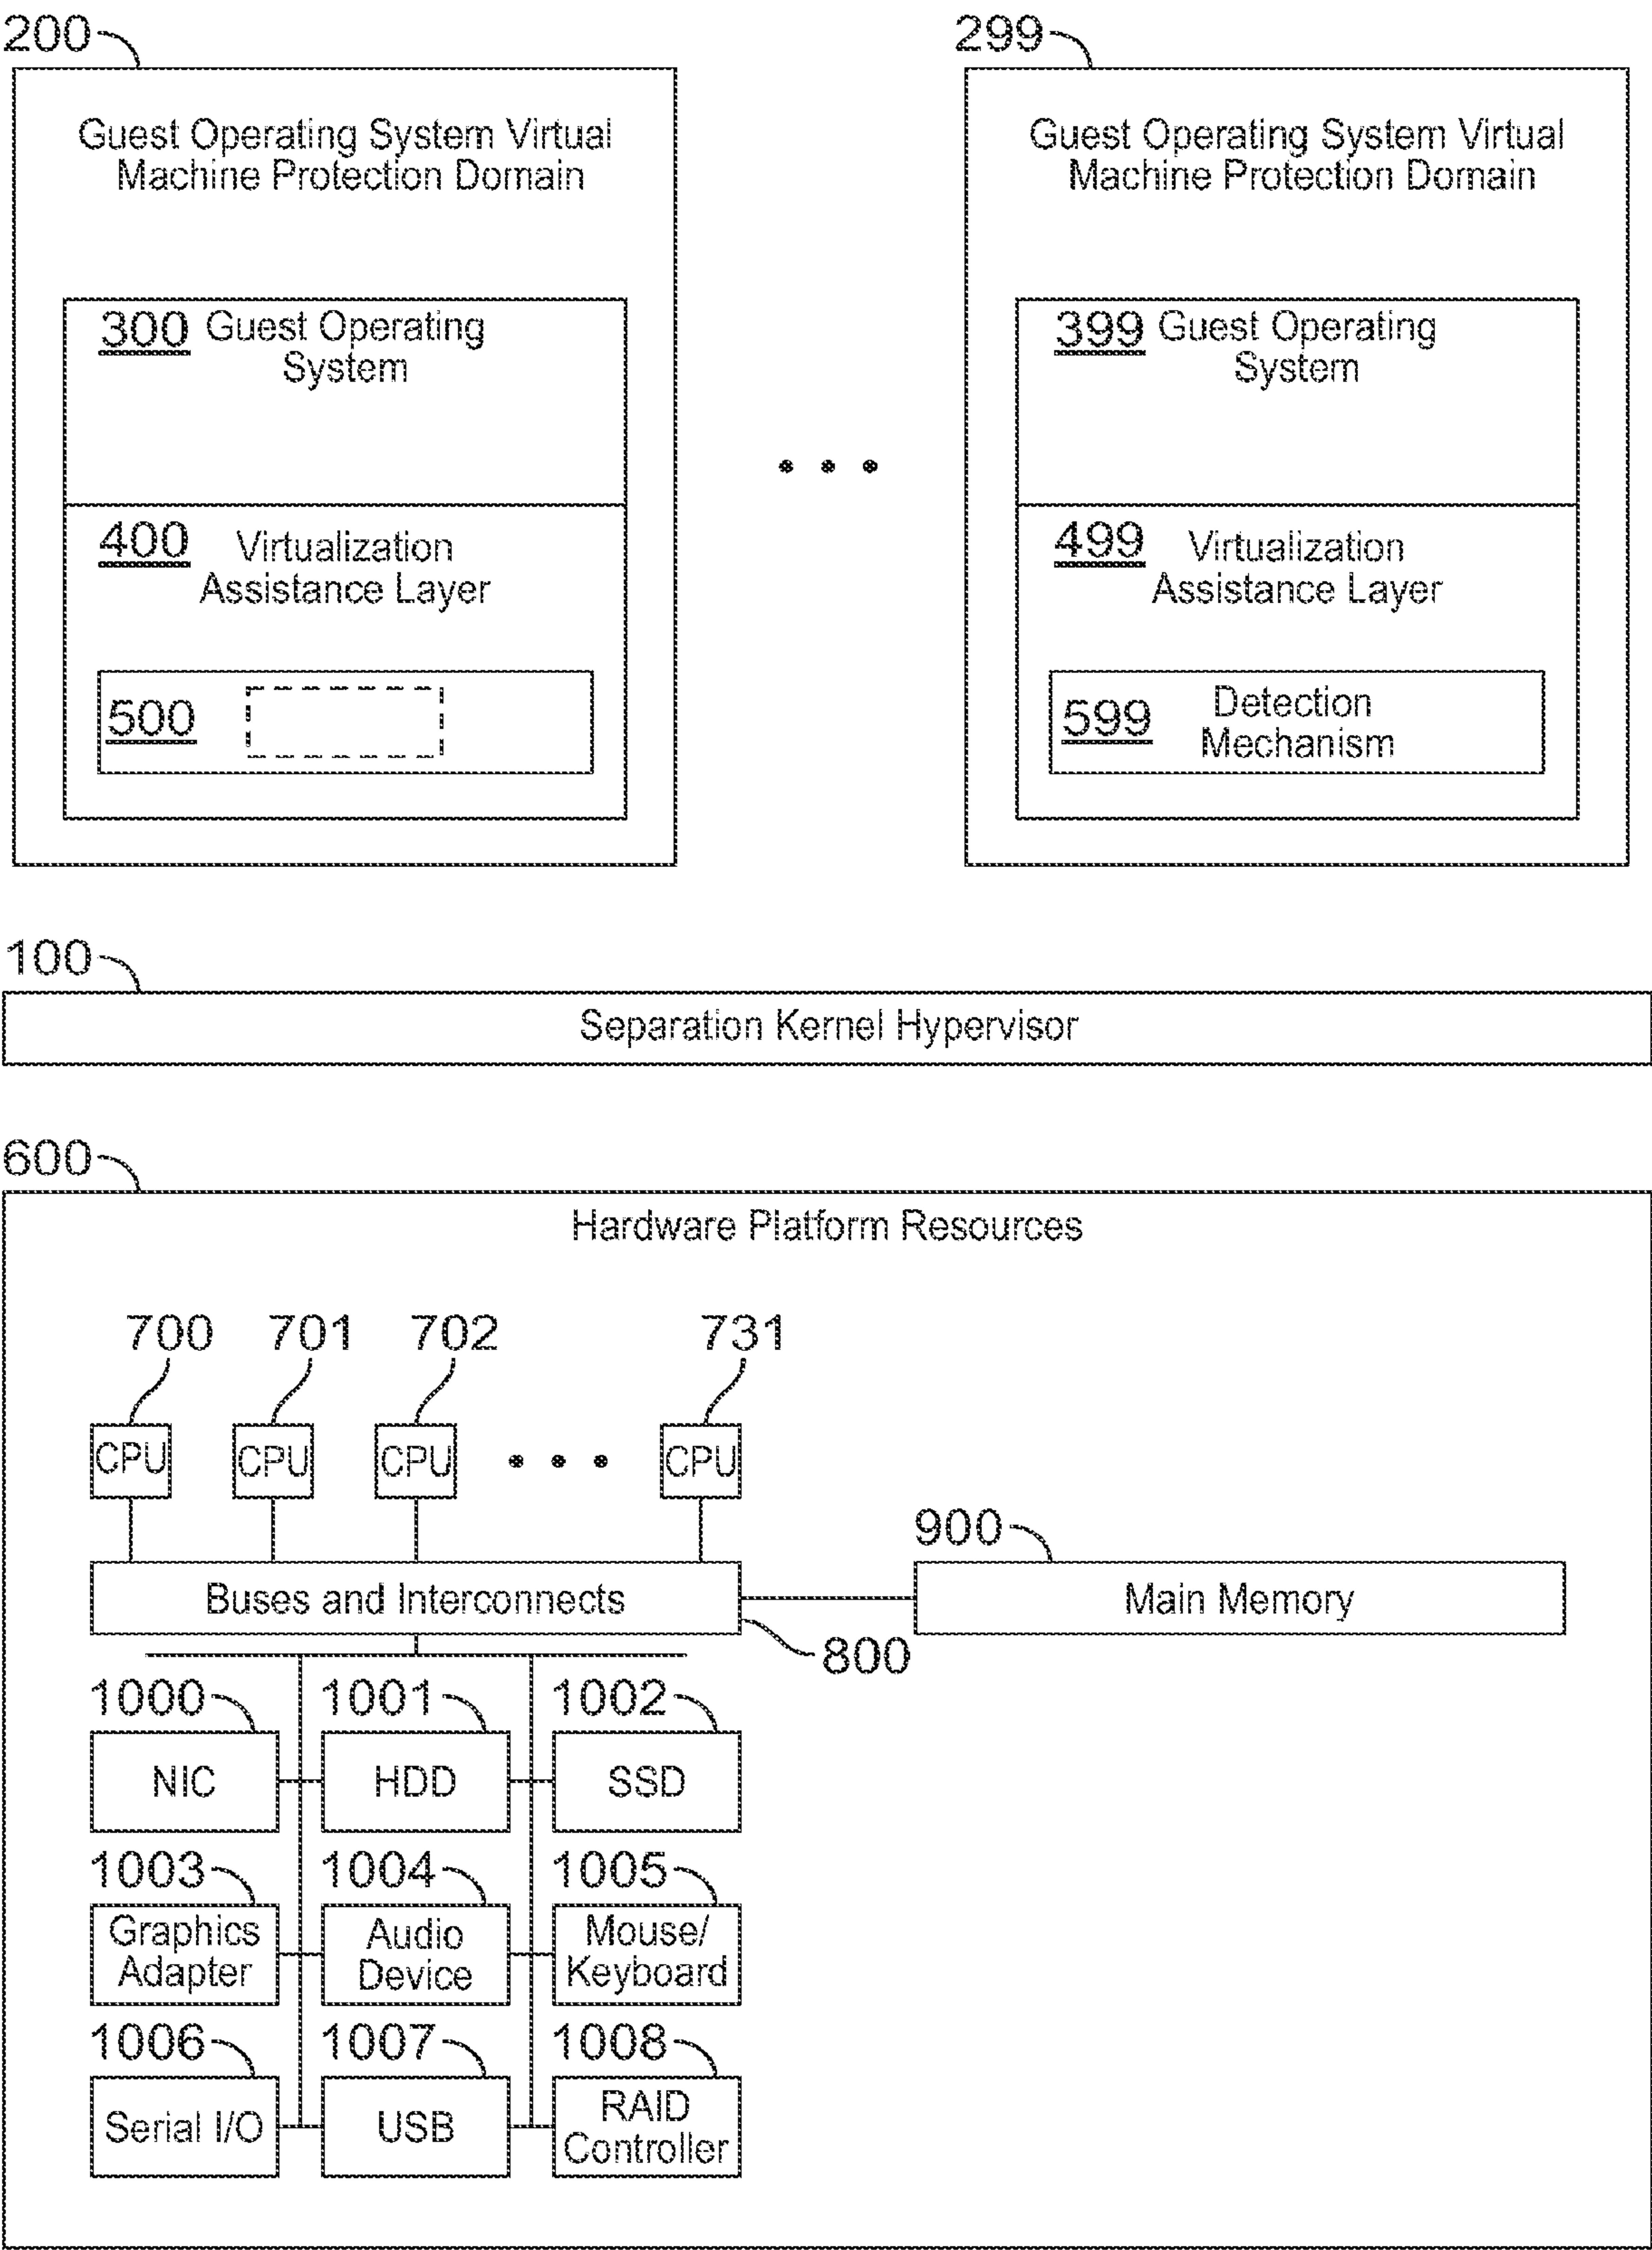 200
299
Guest Operating System Virtual
Machine Protection Domain
Guest Operating System Virtual
Machine Protection Domain
300 Guest Operating
System
399 Guest Operating
System
400 Virtualization
Assistance Layer
499 Virtualization
Assistance Layer
500
599 Detection
Mechanism
100
Separation Kernel Hypervisor
600
Hardware Platform Resources
700 701 702 731
CPU CPU CPU CPU
900
Buses and Interconnects
Main Memory
800
1000 1001 1002
NIC HDD SSD
1003 1004 1005
Graphics
Adapter
Audio
Device
Mouse/
Keyboard
1006 1007 1008
Serial I/O
USB
RAID
Controller